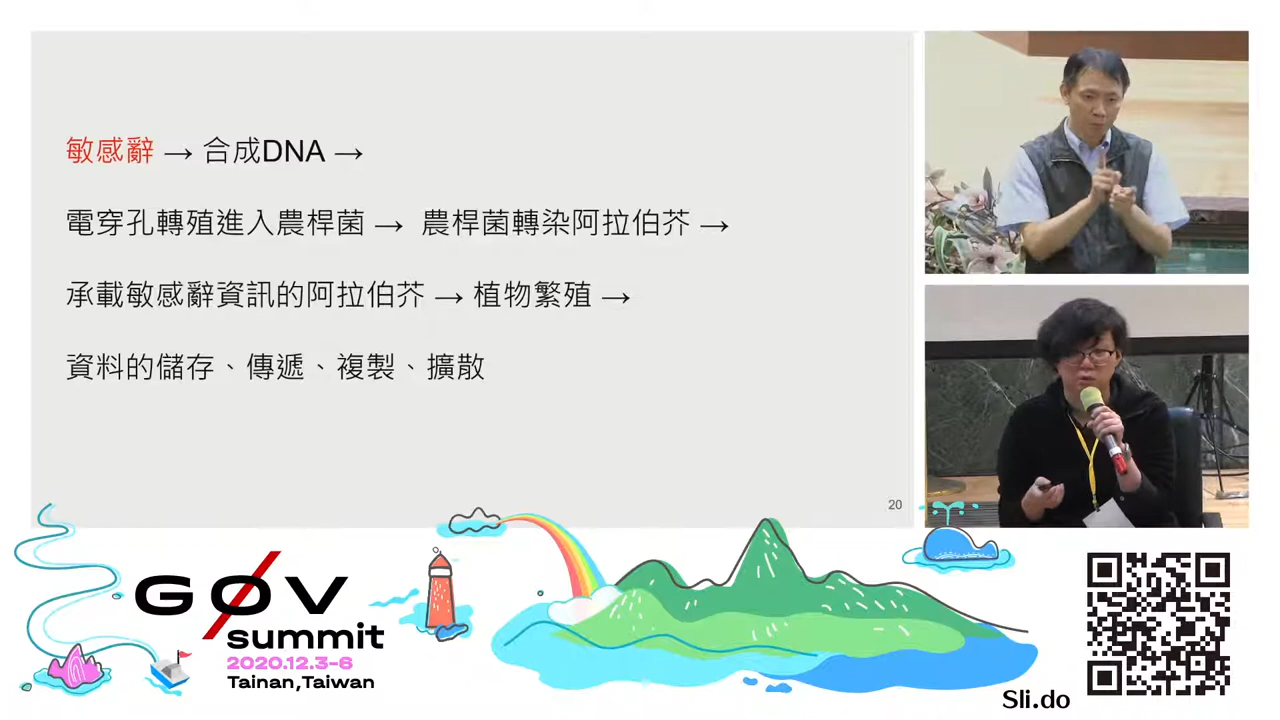 敏感辭 → 合成DNA →
電穿孔轉殖進入農桿菌 → 農桿菌轉染阿拉伯芥 →
承載敏感辭資訊的阿拉伯芥 → 植物繁殖 →
資料的儲存、傳遞、複製、擴散
20
GØV
summit
2020.12.3-6
Tainan,Taiwan
Sli.do